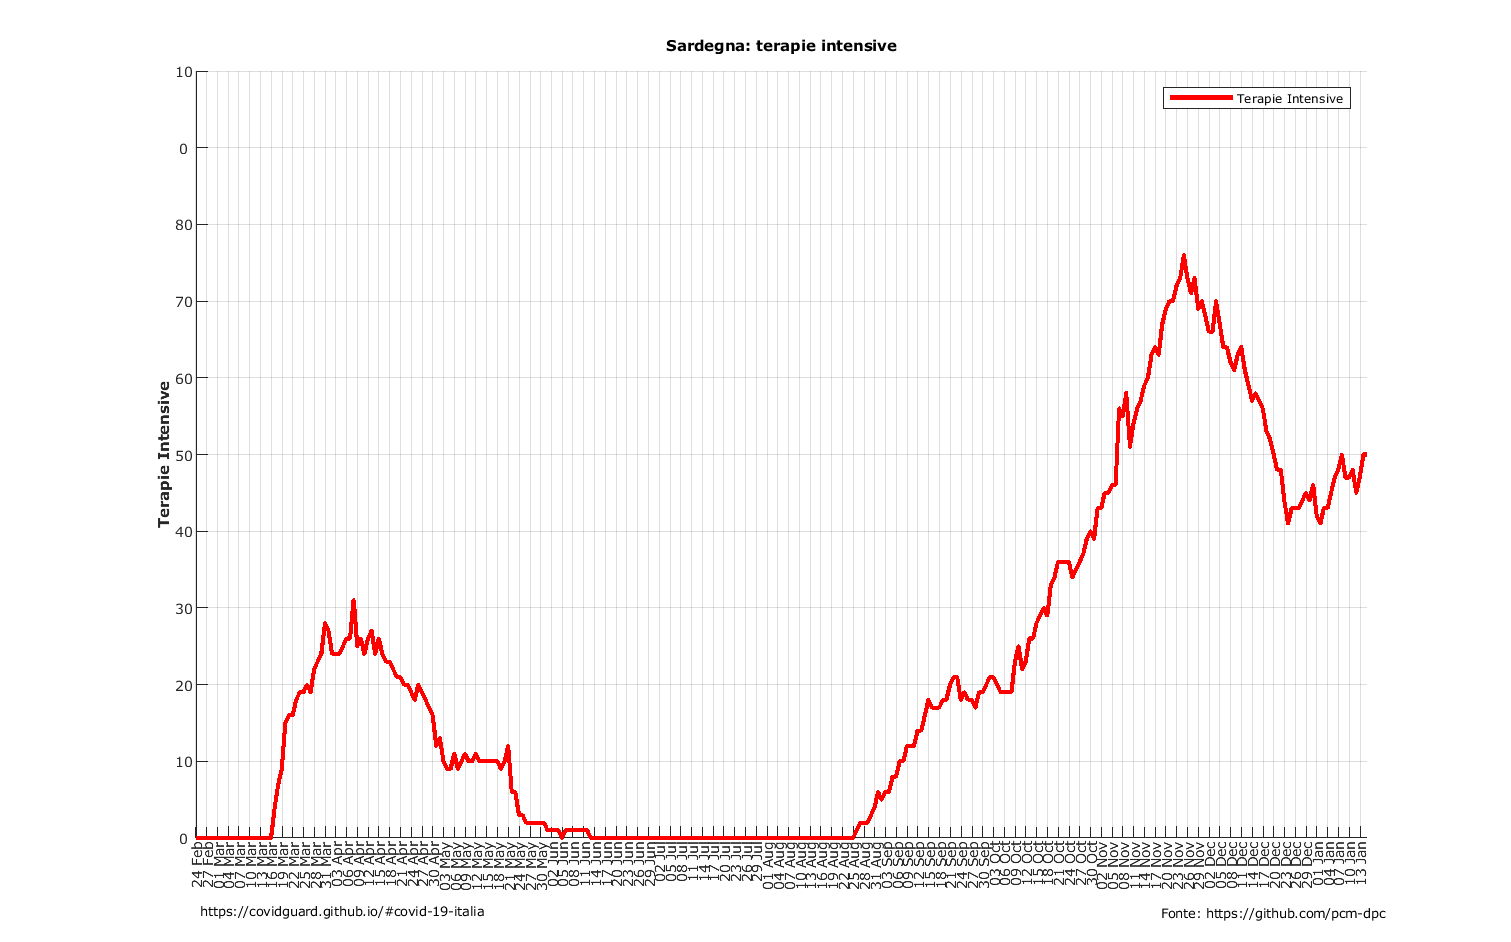 Sardegna: terapie intensive
Terapie Intensive
Terapie Intensive
10
0
80
70
60
50
40
30
20
10
0
24 Feb
27 Feb
01 Mar
04 Mar
07 Mar
10 Mar
13 Mar
16 Mar
19 Mar
22 Mar
25 Mar
28 Mar
31 Mar
03 Apr
06 Apr
09 Apr
12 Apr
15 Apr
18 Apr
21 Apr
24 Apr
27 Apr
30 Apr
03 May
06 May
09 May
12 May
15 May
18 May
21 May
24 May
27 May
30 May
02 Jun
05 Jun
08 Jun
11 Jun
14 Jun
17 Jun
20 Jun
23 Jun
26 Jun
29 Jun
02 Jul
05 Jul
08 Jul
11 Jul
14 Jul
17 Jul
20 Jul
23 Jul
26 Jul
29 Jul
01 Aug
04 Aug
07 Aug
10 Aug
13 Aug
16 Aug
19 Aug
22 Aug
25 Aug
28 Aug
31 Aug
03 Sep
06 Sep
09 Sep
12 Sep
15 Sep
18 Sep
21 Sep
24 Sep
27 Sep
30 Sep
03 Oct
06 Oct
09 Oct
12 Oct
15 Oct
18 Oct
21 Oct
24 Oct
27 Oct
30 Oct
02 Nov
05 Nov
08 Nov
11 Nov
14 Nov
17 Nov
20 Nov
23 Nov
26 Nov
29 Nov
02 Dec
05 Dec
08 Dec
11 Dec
14 Dec
17 Dec
20 Dec
23 Dec
26 Dec
29 Dec
01 Jan
04 Jan
07 Jan
10 Jan
13 Jan
https://covidguard.github.io/#covid-19-italia
Fonte: https://github.com/pcm-dpc